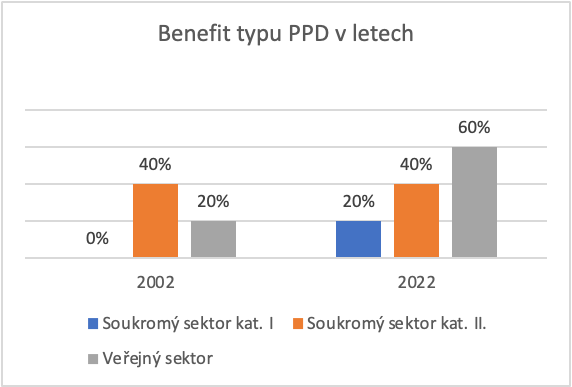 Benefit typu PPD v letech
60%
40%
40%
20%
20%
0%
2002
2022
Soukromý sektor kat. I
Soukromý sektor kat. II.
Veřejný sektor